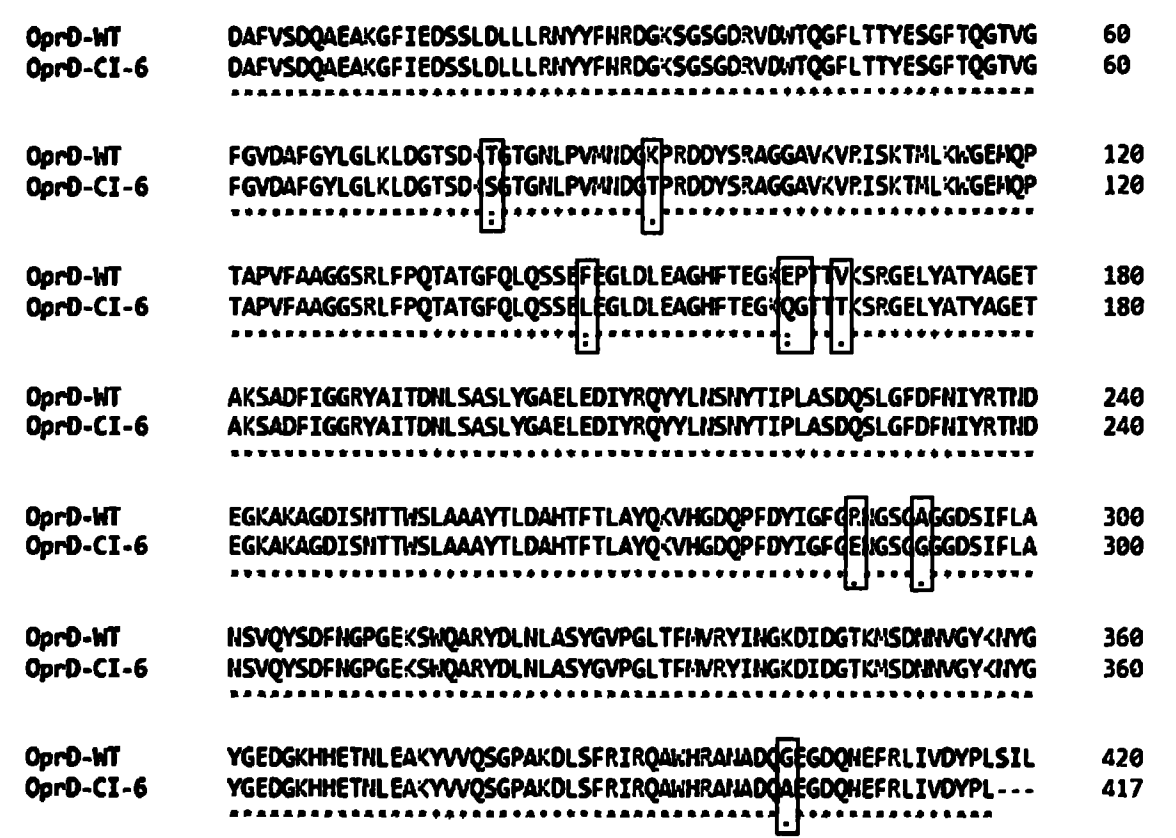 OprD-WT DAFVSDQAEAKGFIEDSSLDLLLRNYYFNRDGKSGSGDRVDWTQGFLTTYESGFTQGTVG 60
OprD-CI-6 DAFVSDQAEAKGFIEDSSLDLLLRNYYFNRDGKSGSGDRVDWTQGFLTTYESGFTQGTVG 60
OprD-WT FGVDAFGYLGLKLDGTSDKTGTGNLPVMNDGKPRDDYSRAGGAVKVRISKTMLKWGEMQP 120
OprD-CI-6 FGVDAFGYLGLKLDGTSDKSGTGNLPVMNDGTPRDDYSRAGGAVKVRISKTMLKWGEMQP 120
OprD-WT TAPVFAAGGSRLFPQTATGFQLQSSEFEGLDLEAGHFTEGKEPTTVKSRGELYATYAGET 180
OprD-CI-6 TAPVFAAGGSRLFPQTATGFQLQSSELEGLDLEAGHFTEGKQGTTTKSRGELYATYAGET 180
OprD-WT AKSADFIGGRYAITDNLSASLYGAELEDIYRQYYLNSNYTIPLASDQSLGFDFNIYRTND 240
OprD-CI-6 AKSADFIGGRYAITDNLSASLYGAELEDIYRQYYLNSNYTIPLASDQSLGFDFNIYRTND 240
OprD-WT EGKAKAGDISNTTWSLAAAYTLDAHTFTLAYQKVHGDQPFDYIGFGRNGSGAGGDSIFLA 300
OprD-CI-6 EGKAKAGDISNTTWSLAAAYTLDAHTFTLAYQKVHGDQPFDYIGFGENGSGGGGDSIFLA 300
OprD-WT NSVQYSDFNGPGEKSWQARYDLNLASYGVPGLTFMVRYINGKDIDGTKMSDNNVGYKNYG 360
OprD-CI-6 NSVQYSDFNGPGEKSWQARYDLNLASYGVPGLTFMVRYINGKDIDGTKMSDNNVGYKNYG 360
OprD-WT YGEDGKHHETNLEAKYVVQSGPAKDLSFRIRQAWHRANADQGEGDQNEFRLIVDYPLSIL 420
OprD-CI-6 YGEDGKHHETNLEAKYVVQSGPAKDLSFRIRQAWHRANADQAEGDQNEFRLIVDYPL--- 417